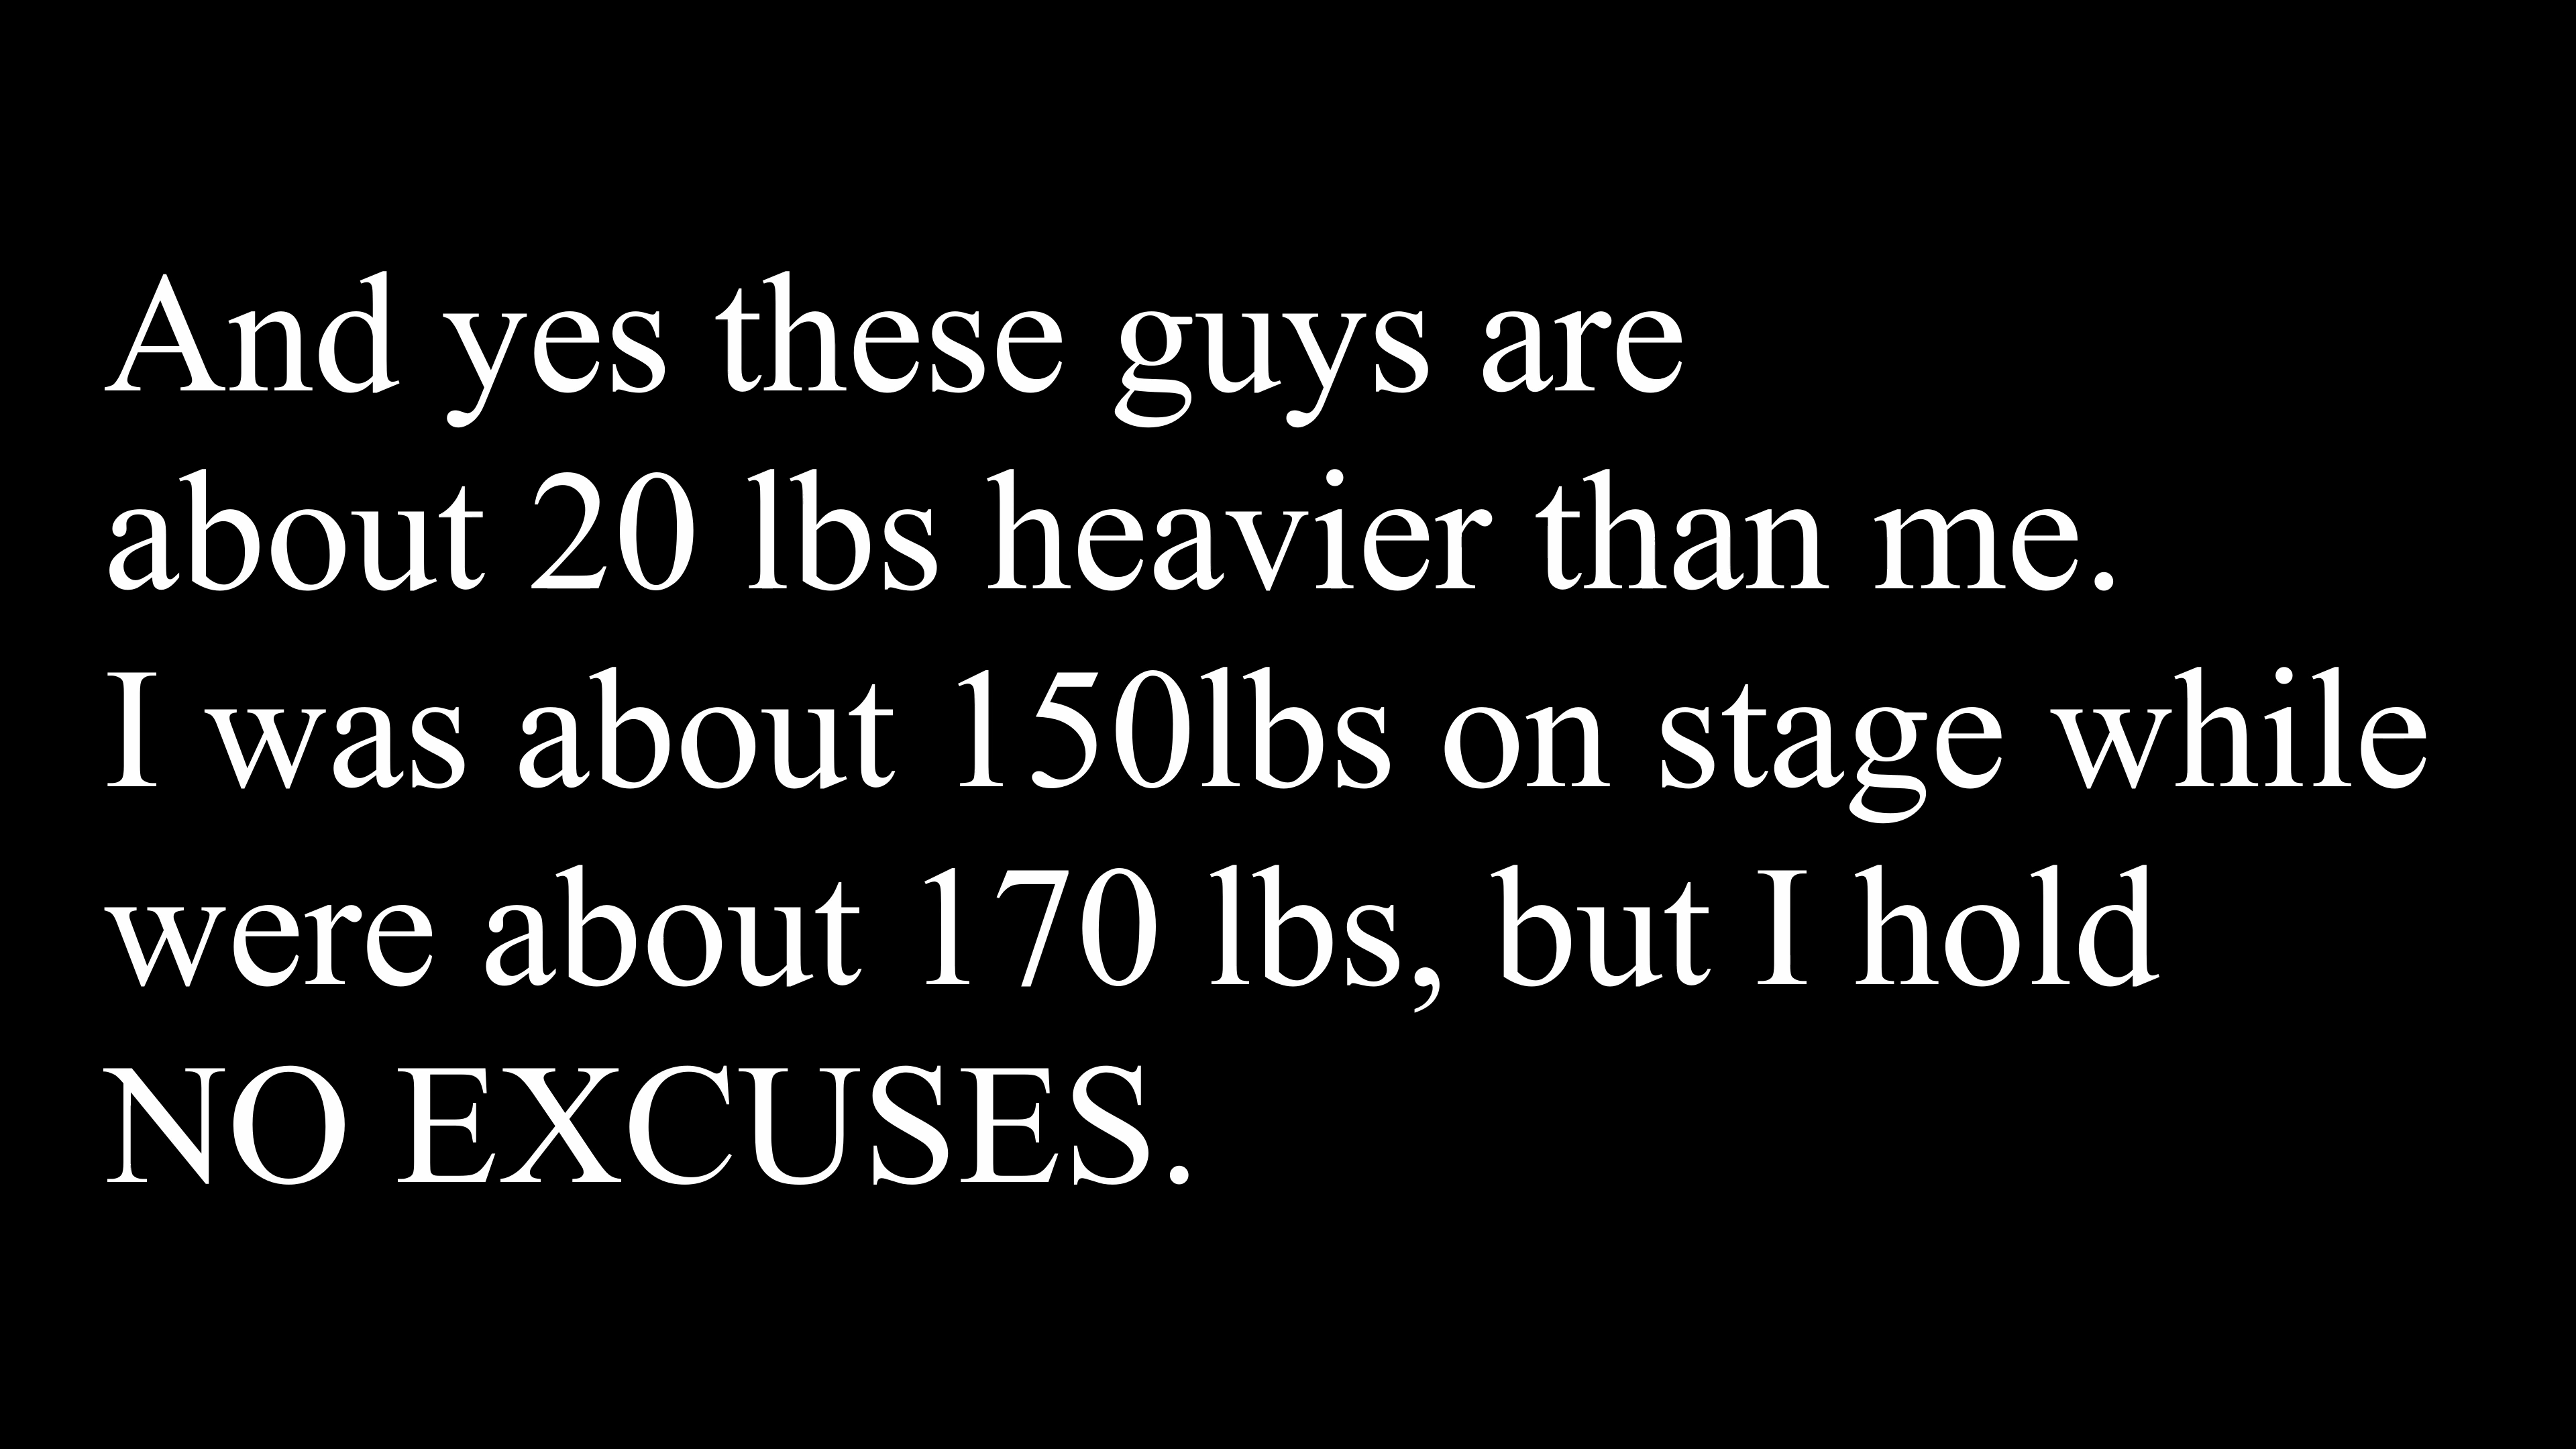 And yes these guys are
about 20 lbs heavier than me.
I was about 150lbs on stage while
were about 170 lbs, but I hold
NO EXCUSES.